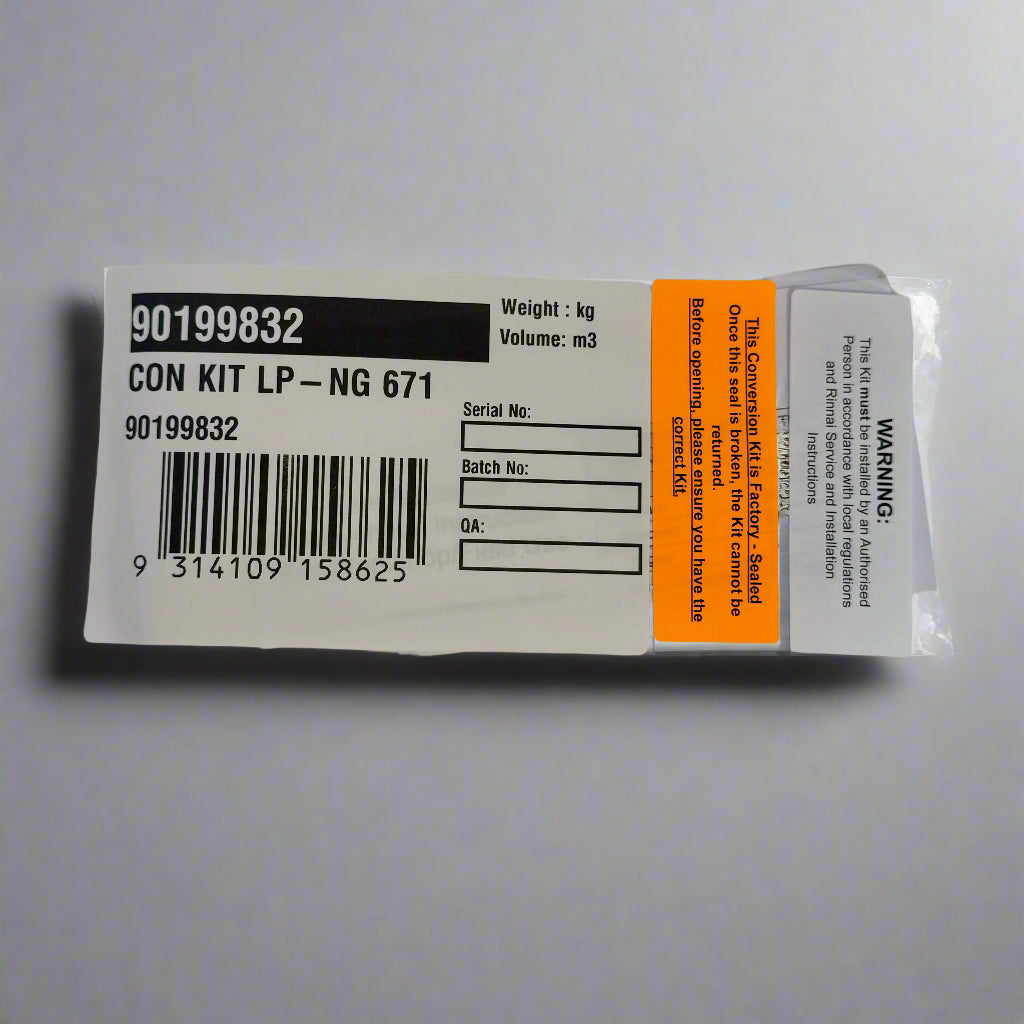 90199832
CON KIT LP – NG 671
90199832
9 314109 158625
Weight : kg
Volume: m3
Serial No:
Batch No:
QA:
This Conversion Kit is Factory - Sealed
Once this seal is broken, the Kit cannot be
returned.
Before opening, please ensure you have the
correct Kit.
WARNING:
This Kit must be installed by an Authorised
Person in accordance with local regulations
and Rinnai Service and Installation
Instructions